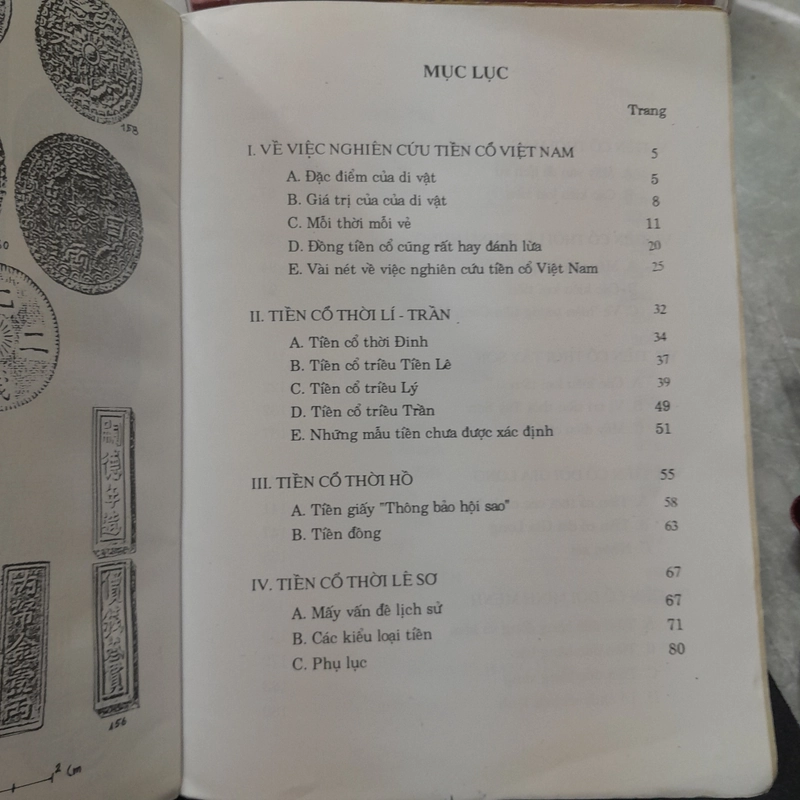 153
156
2 Cm
MỤC LỤC
Trang
I. VỀ VIỆC NGHIÊN CỨU TIỀN CỔ VIỆT NAM 5
A. Đặc điểm của di vật 5
B. Giá trị của của di vật 8
C. Mỗi thời mỗi vẻ 11
D. Đồng tiền cổ cũng rất hay đánh lừa 20
E. Vài nét về việc nghiên cứu tiền cổ Việt Nam 25
II. TIỀN CỔ THỜI LÍ - TRẦN 32
A. Tiền cổ thời Đinh 34
B. Tiền cổ triều Tiền Lê 37
C. Tiền cổ triều Lý 39
D. Tiền cổ triều Trần 49
E. Những mẫu tiền chưa được xác định 51
III. TIỀN CỔ THỜI HỒ 55
A. Tiền giấy "Thông bảo hội sao" 58
B. Tiền đồng 63
IV. TIỀN CỔ THỜI LÊ SƠ 67
A. Mấy vấn đề lịch sử 67
B. Các kiểu loại tiền 71
C. Phụ lục 80